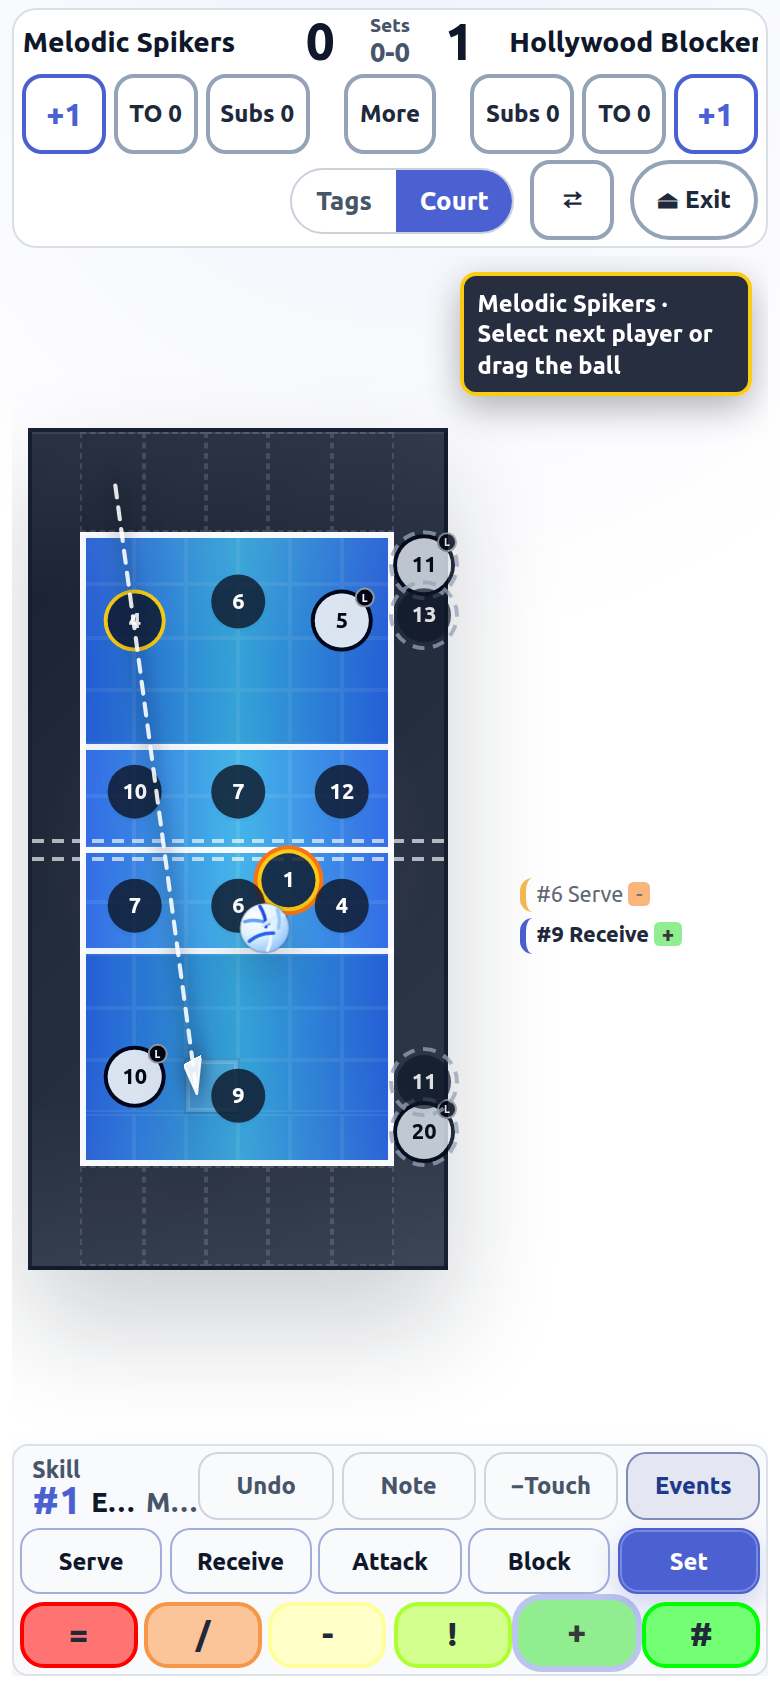 Melodic Spikers 0 Sets 0-0 1 Hollywood Blocker
+1 TO 0 Subs 0 More Subs 0 TO 0 +1
Tags Court ⇄ ⏏ Exit
Melodic Spikers ·
Select next player or
drag the ball
11 L
4 6 5 L 13
10 7 12
1
7 6 4
#6 Serve -
#9 Receive +
10 L 9 11
20 L
Skill
#1 E... M... Undo Note −Touch Events
Serve Receive Attack Block Set
= / - ! + #